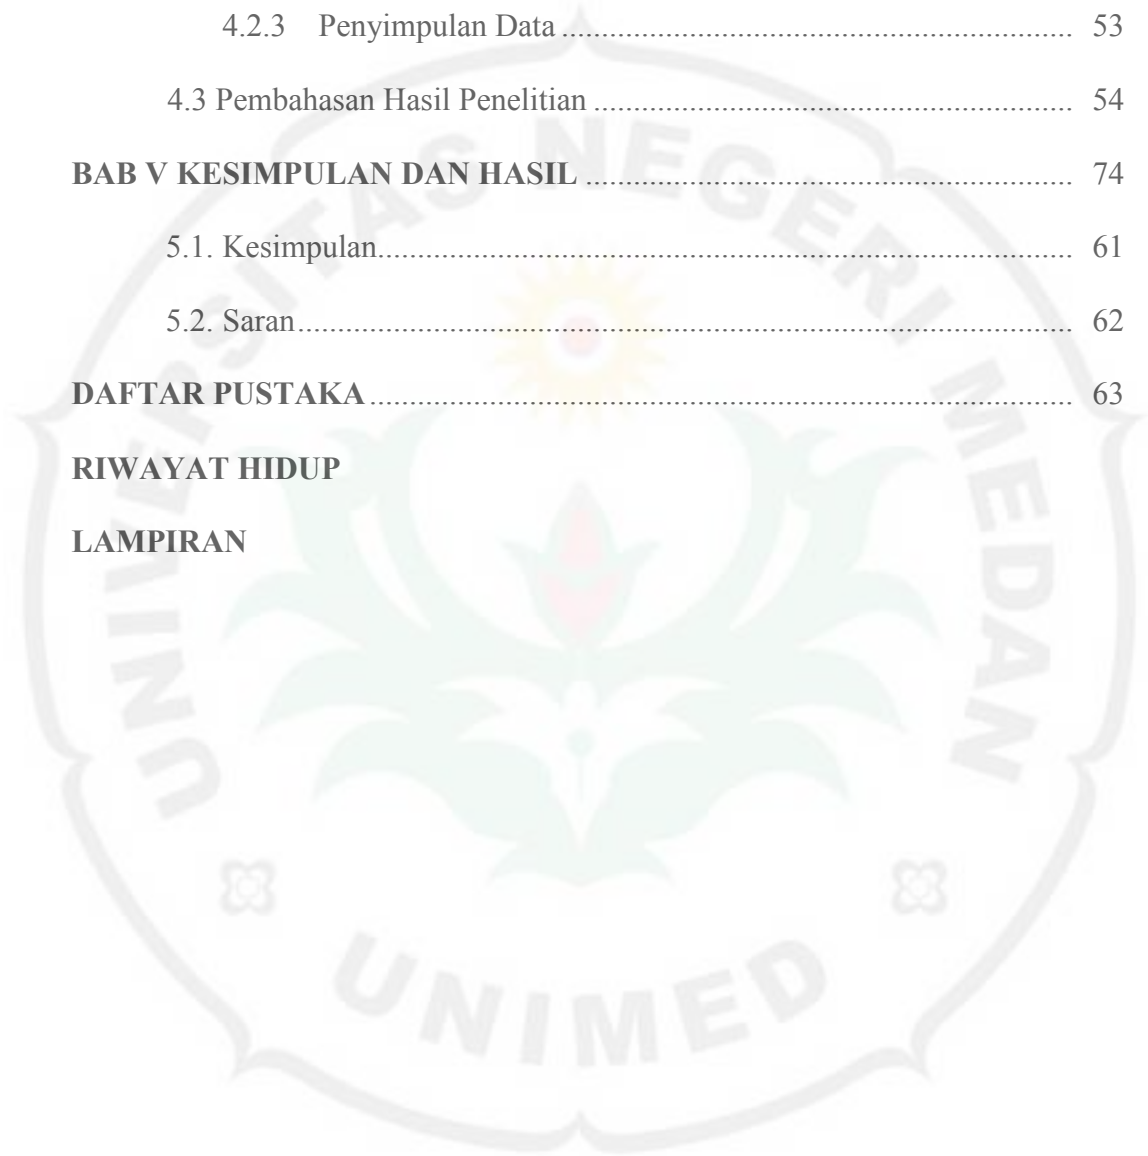 4.2.3 Penyimpulan Data ................................................................ 53
4.3 Pembahasan Hasil Penelitian ............................................................ 54
BAB V KESIMPULAN DAN HASIL ............................................................. 74
5.1. Kesimpulan....................................................................................... 61
5.2. Saran................................................................................................. 62
DAFTAR PUSTAKA ........................................................................................ 63
RIWAYAT HIDUP
LAMPIRAN
UNIVERSITAS NEGERI MEDAN
UNIMED